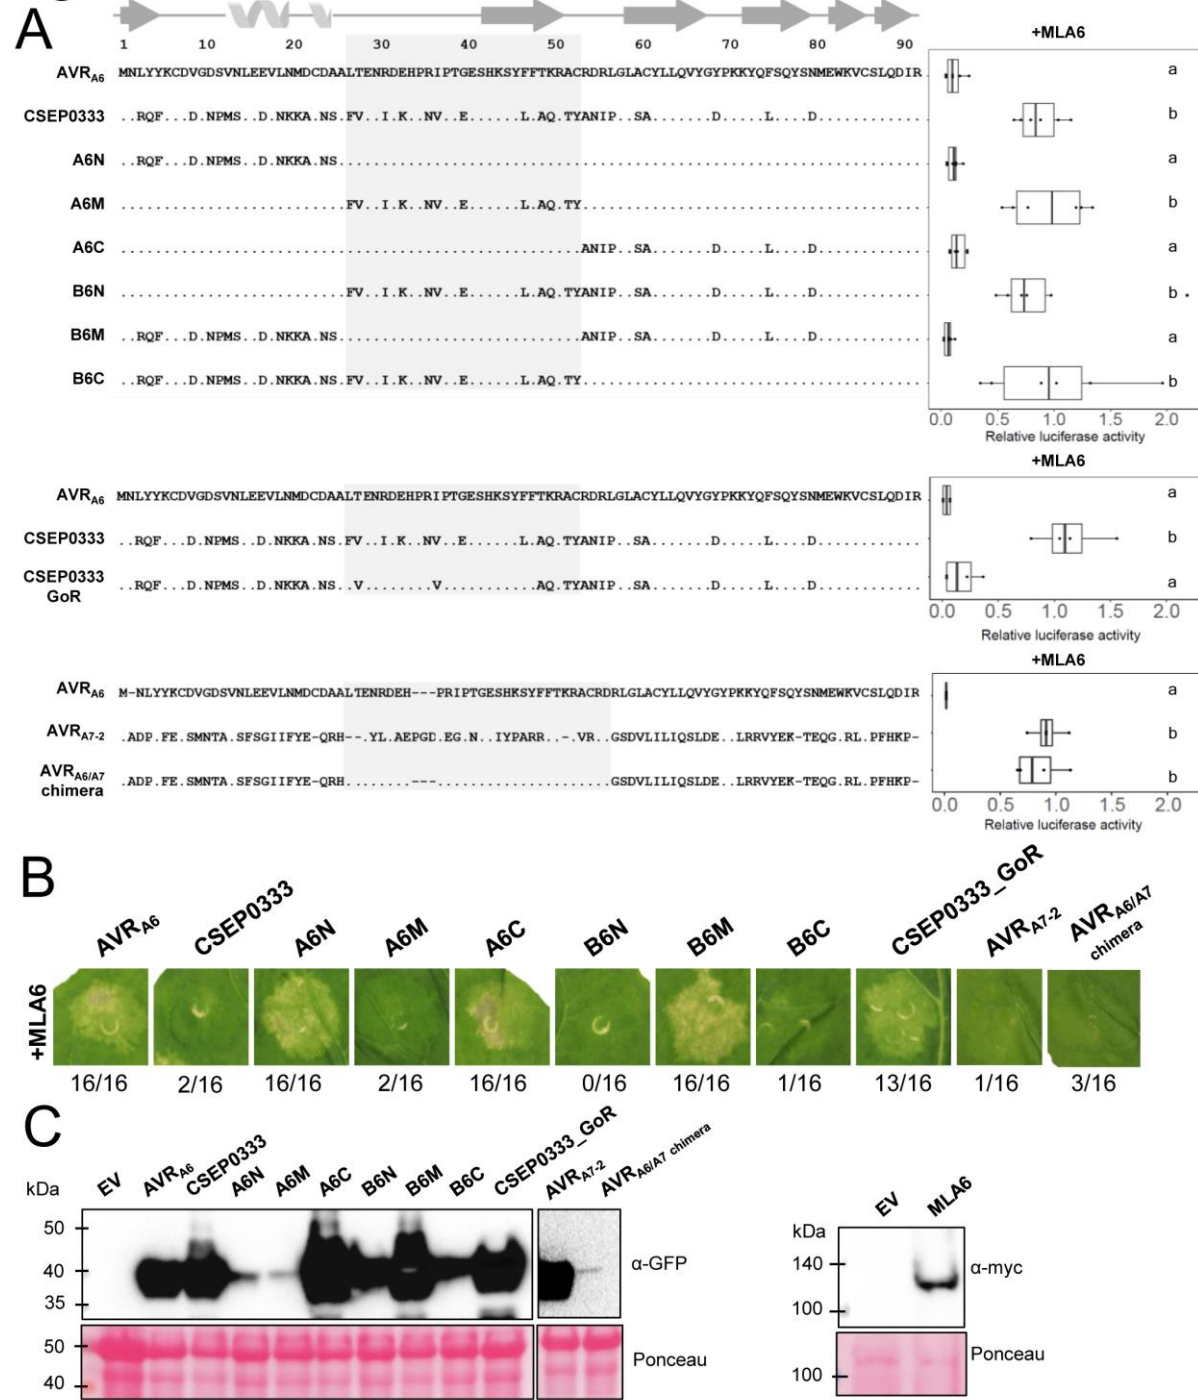 A
1 10 20 30 40 50 60 70 80 90
+MLA6
AVRA6 MNLYYKCDVGDSVNLEEVLNMDCDAALTENRDEHPRIPTGESHKSYFFTKRACRDRLGLACYLLQVYGYPKKYQFSQYSNMEWKVCSLQDIR a
CSEP0333 ..RQF...D.NPMS..D.NKKA.NS.FV..I.K..NV..E......L.AQ.TYANIP..SA.......D.....L....D............ b
A6N ..RQF...D.NPMS..D.NKKA.NS................................................................... a
A6M ..........................FV..I.K..NV..E......L.AQ.TY....................................... b
A6C .....................................................ANIP..SA.......D.....L....D............ a
B6N ..........................FV..I.K..NV..E......L.AQ.TYANIP..SA.......D.....L....D............ b
B6M ..RQF...D.NPMS..D.NKKA.NS............................ANIP..SA.......D.....L....D............ a
B6C ..RQF...D.NPMS..D.NKKA.NS.FV..I.K..NV..E......L.AQ.TY....................................... b
0.0 0.5 1.0 1.5 2.0
Relative luciferase activity
+MLA6
AVRA6 MNLYYKCDVGDSVNLEEVLNMDCDAALTENRDEHPRIPTGESHKSYFFTKRACRDRLGLACYLLQVYGYPKKYQFSQYSNMEWKVCSLQDIR a
CSEP0333 ..RQF...D.NPMS..D.NKKA.NS.FV..I.K..NV..E......L.AQ.TYANIP..SA.......D.....L....D............ b
CSEP0333
GoR ..RQF...D.NPMS..D.NKKA.NS..V........V...........AQ.TYANIP..SA.......D.....L....D............ a
0.0 0.5 1.0 1.5 2.0
Relative luciferase activity
+MLA6
AVRA6 M-NLYYKCDVGDSVNLEEVLNMDCDAALTENRDEH---PRIPTGESHKSYFFTKRACRDRLGLACYLLQVYGYPKKYQFSQYSNMEWKVCSLQDIR a
AVRA7-2 .ADP.FE.SMNTA.SFSGIIFYE-QRH--.YL.AEPGD.EG.N..IYPARR..-.VR..GSDVLILIQSLDE..LRRVYEK-TEQG.RL.PFHKP- b
AVRA6/A7
chimera .ADP.FE.SMNTA.SFSGIIFYE-QRH........---.....................GSDVLILIQSLDE..LRRVYEK-TEQG.RL.PFHKP- b
0.0 0.5 1.0 1.5 2.0
Relative luciferase activity
B
AVRA6 CSEP0333 A6N A6M A6C B6N B6M B6C CSEP0333_GoR AVRA7-2 AVRA6/A7 chimera
+MLA6
16/16 2/16 16/16 2/16 16/16 0/16 16/16 1/16 13/16 1/16 3/16
C
kDa EV AVRA6 CSEP0333 A6N A6M A6C B6N B6M B6C CSEP0333_GoR AVRA7-2 AVRA6/A7 chimera
50
40 α-GFP
35
50 Ponceau
40
EV MLA6
kDa
140 α-myc
100
Ponceau
100